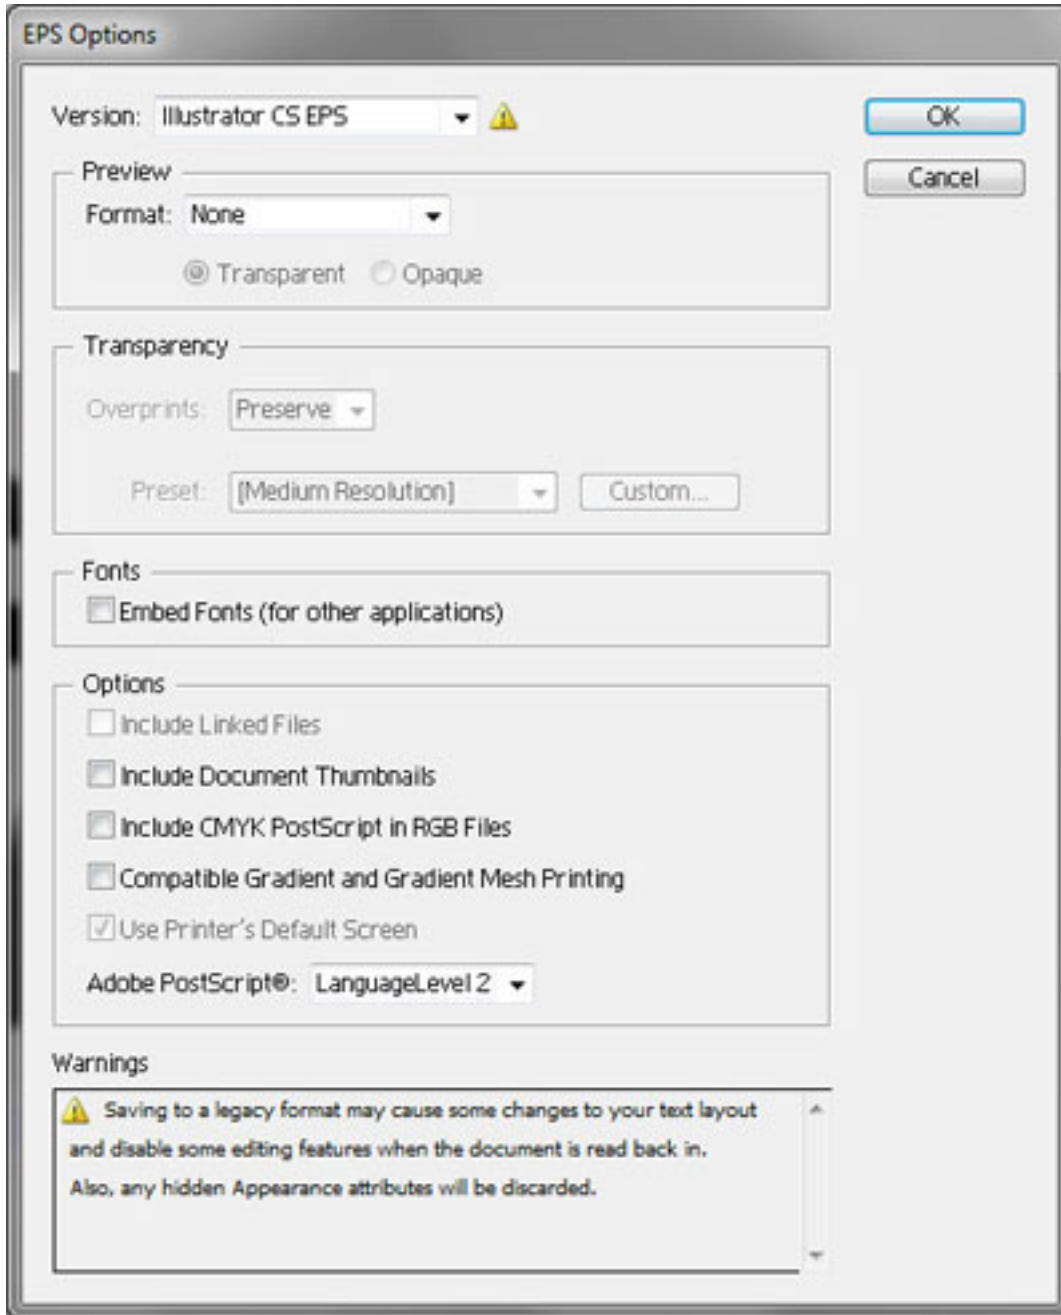 EPS Options
Version: Illustrator CS EPS
OK
Cancel
Preview
Format: None
Transparent Opaque
Transparency
Overprints: Preserve
Preset: [Medium Resolution] Custom...
Fonts
Embed Fonts (for other applications)
Options
Include Linked Files
Include Document Thumbnails
Include CMYK PostScript in RGB Files
Compatible Gradient and Gradient Mesh Printing
Use Printer's Default Screen
Adobe PostScript®: LanguageLevel 2
Warnings
Saving to a legacy format may cause some changes to your text layout
and disable some editing features when the document is read back in.
Also, any hidden Appearance attributes will be discarded.